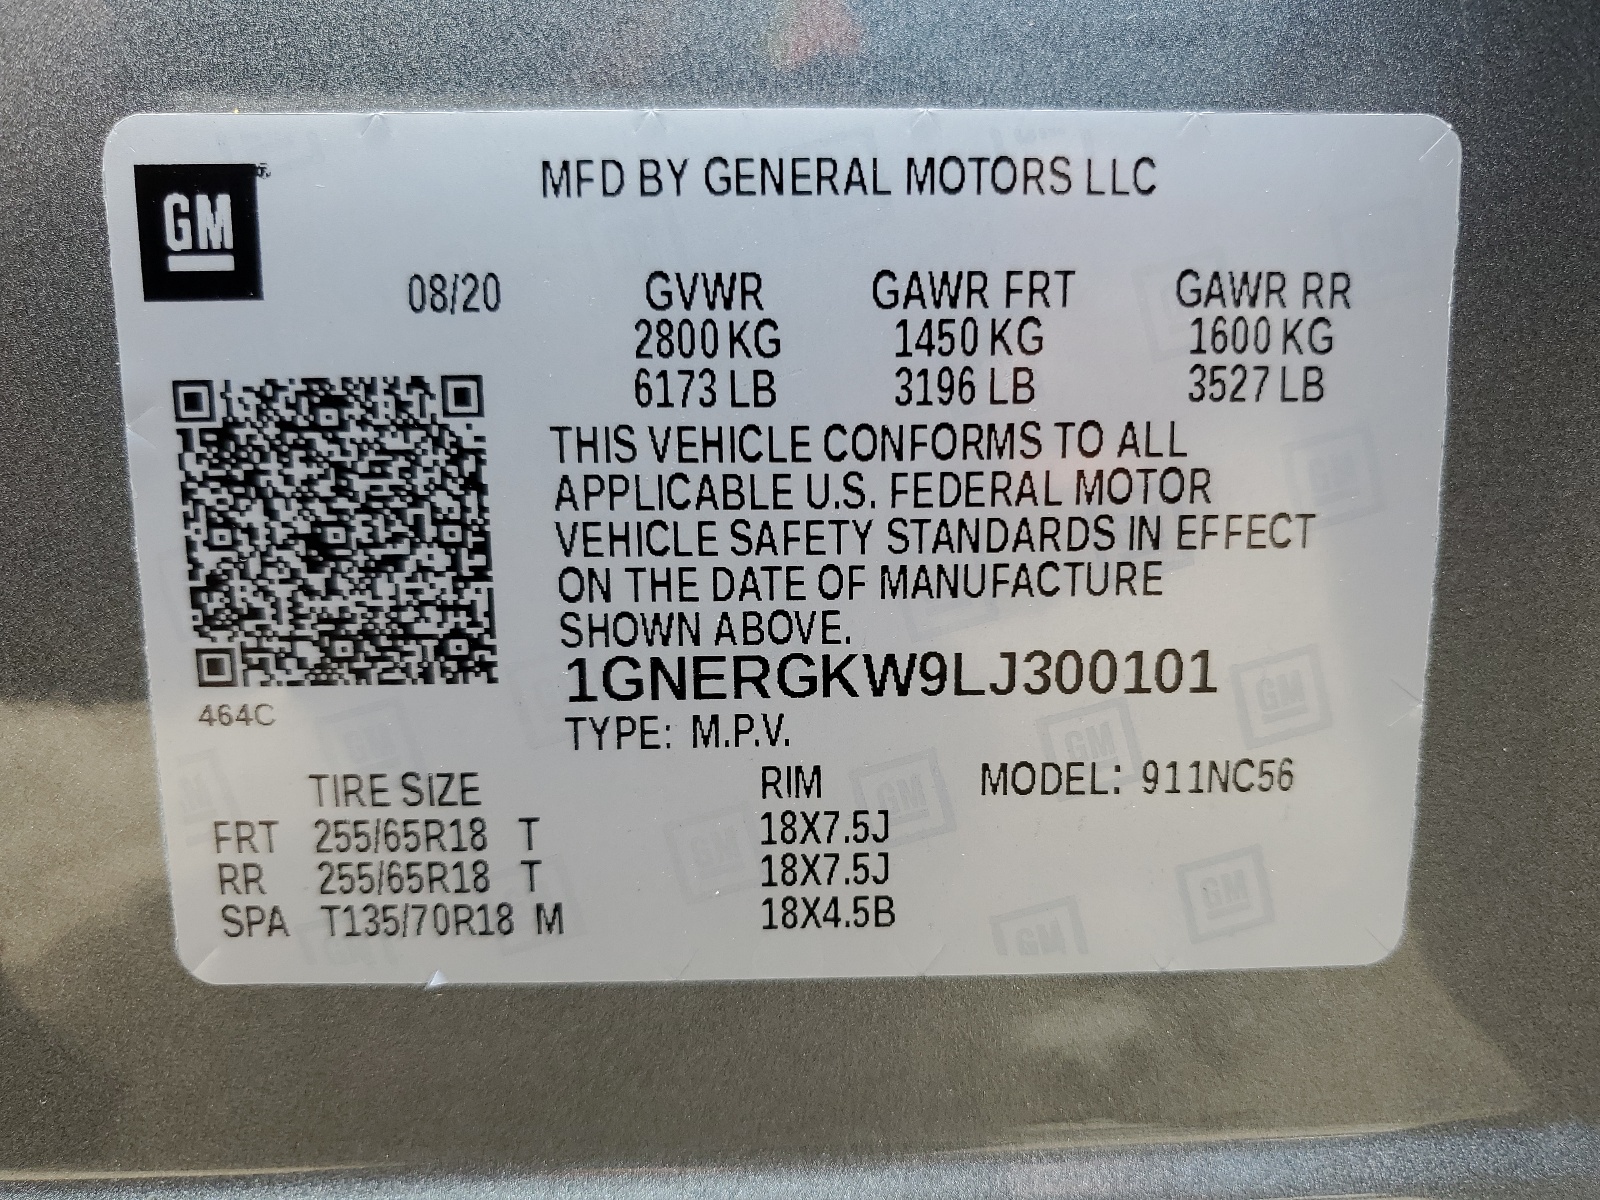 GM
MFD BY GENERAL MOTORS LLC
08/20 GVWR GAWR FRT GAWR RR
2800 KG 1450 KG 1600 KG
6173 LB 3196 LB 3527 LB
THIS VEHICLE CONFORMS TO ALL
APPLICABLE U.S. FEDERAL MOTOR
VEHICLE SAFETY STANDARDS IN EFFECT
ON THE DATE OF MANUFACTURE
SHOWN ABOVE.
1GNERGKW9LJ300101
464C
TYPE: M.P.V.
TIRE SIZE RIM MODEL: 911NC56
FRT 255/65R18 T 18X7.5J
RR 255/65R18 T 18X7.5J
SPA T135/70R18 M 18X4.5B